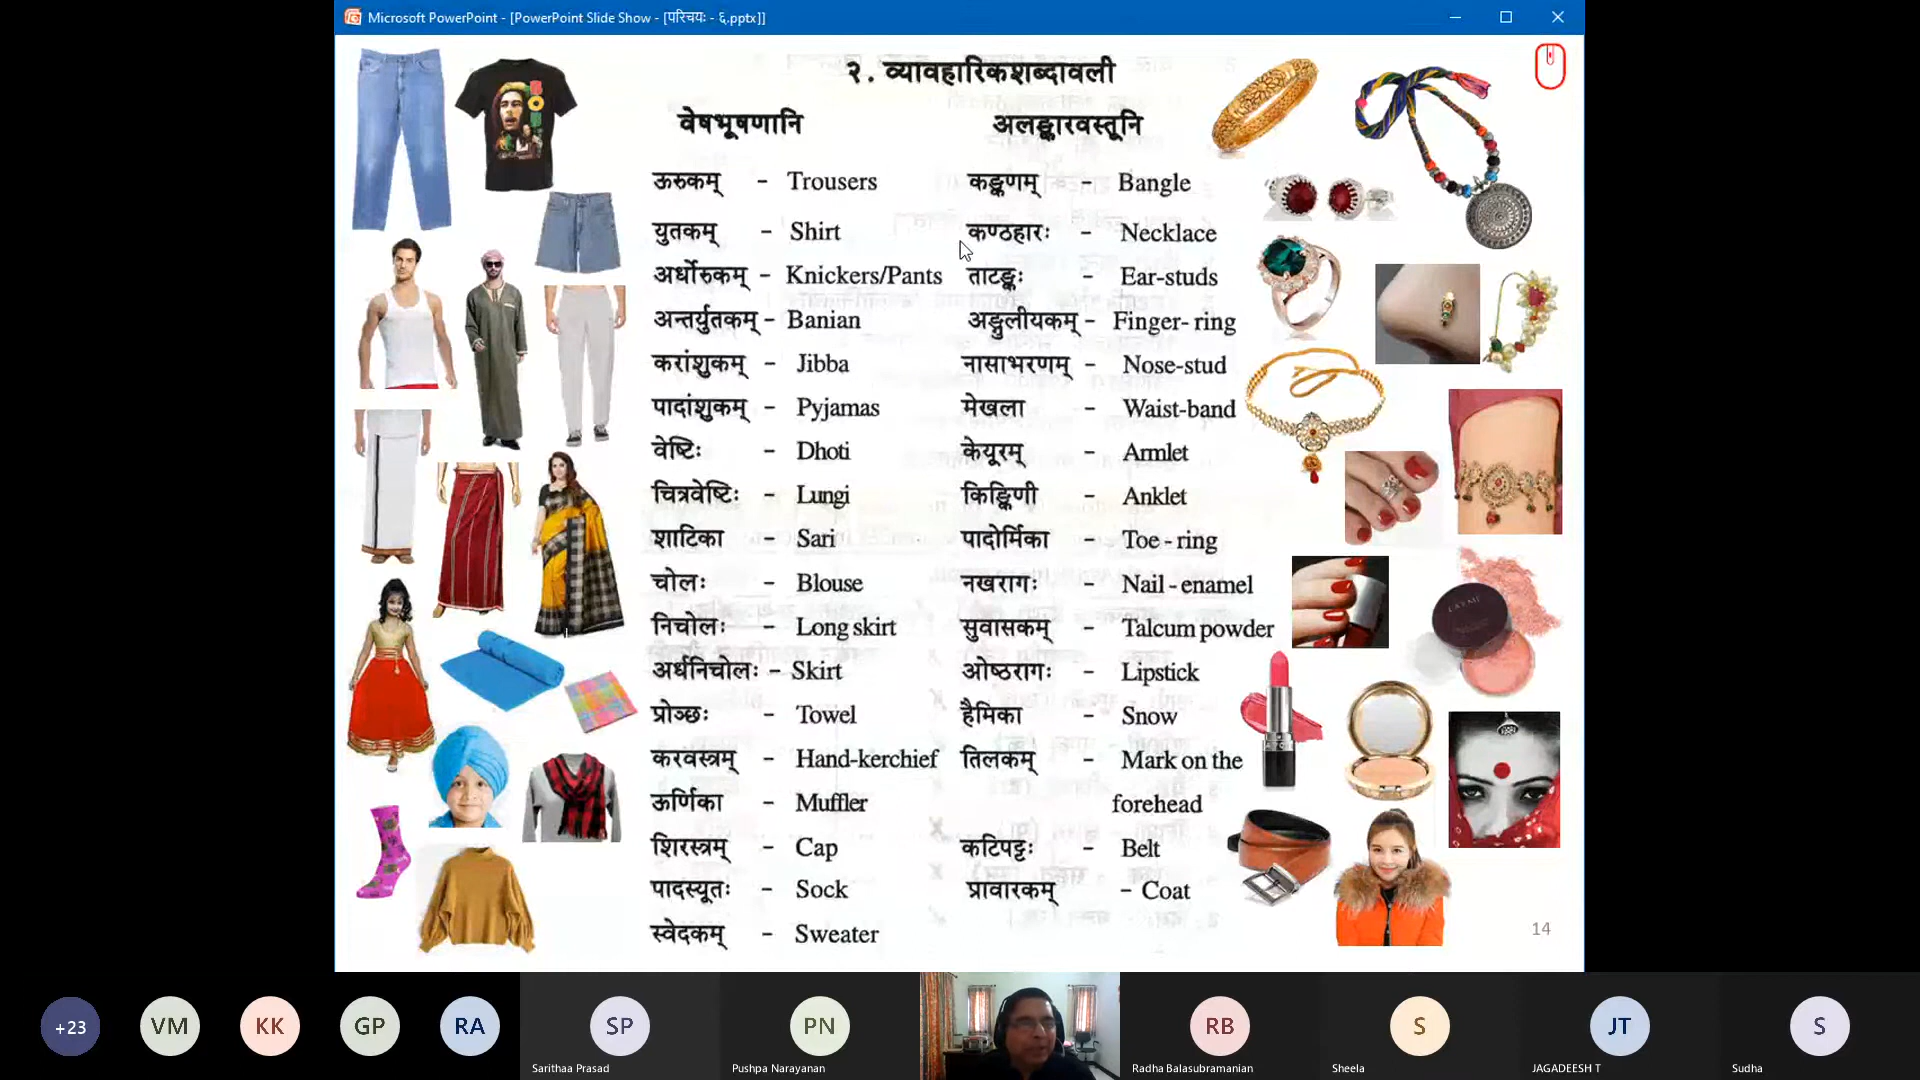 Microsoft PowerPoint - [PowerPoint Slide Show - [परिचयः - ६.pptx]]
२. व्यावहारिकशब्दावली
वेषभूषणानि
ऊरुकम् - Trousers
युतकम् - Shirt
अर्धोरुकम् - Knickers/Pants
अन्तर्युतकम् - Banian
करांशुकम् - Jibba
पादांशुकम् - Pyjamas
वेष्टिः - Dhoti
चित्रवेष्टिः - Lungi
शाटिका - Sari
चोलः - Blouse
निचोलः - Long skirt
अर्धनिचोलः - Skirt
प्रोञ्छः - Towel
करवस्त्रम् - Hand-kerchief
ऊर्णिका - Muffler
शिरस्त्रम् - Cap
पादस्यूतः - Sock
स्वेदकम् - Sweater
अलङ्कारवस्तूनि
कङ्कणम् - Bangle
कण्ठहारः - Necklace
ताटङ्कः - Ear-studs
अङ्गुलीयकम् - Finger- ring
नासाभरणम् - Nose-stud
मेखला - Waist-band
केयूरम् - Armlet
किङ्किणी - Anklet
पादोर्मिका - Toe - ring
नखरागः - Nail - enamel
सुवासकम् - Talcum powder
ओष्ठरागः - Lipstick
हैमिका - Snow
तिलकम् - Mark on the
forehead
कटिपट्टः - Belt
प्रावारकम् - Coat
14
+23
VM
KK
GP
RA
SP
Sarithaa Prasad
PN
Pushpa Narayanan
RB
Radha Balasubramanian
S
Sheela
JT
JAGADEESH T
S
Sudha